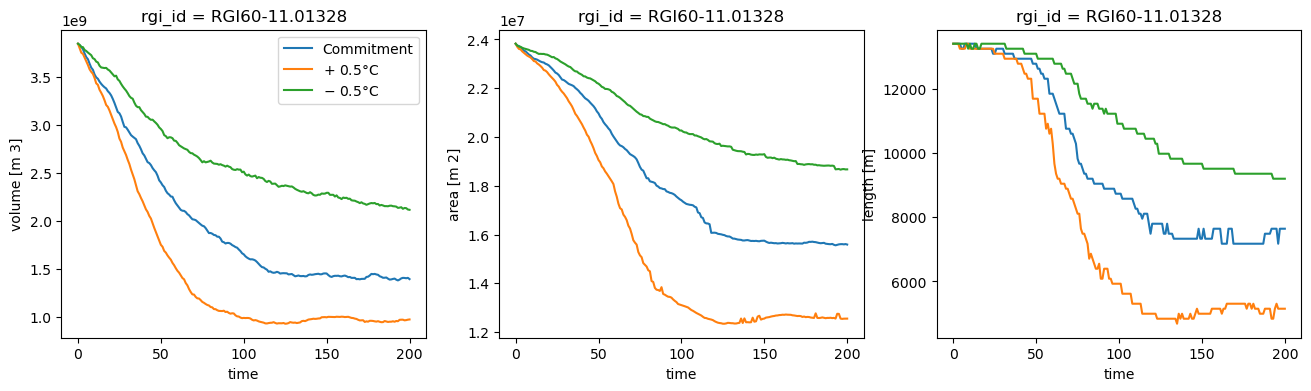 rgi_id = RGI60-11.01328
1e9
volume [m 3]
3.5
3.0
2.5
2.0
1.5
1.0
0
50
100
150
200
time
Commitment
+ 0.5°C
− 0.5°C
rgi_id = RGI60-11.01328
1e7
area [m 2]
2.4
2.2
2.0
1.8
1.6
1.4
1.2
0
50
100
150
200
time
rgi_id = RGI60-11.01328
length [m]
12000
10000
8000
6000
0
50
100
150
200
time